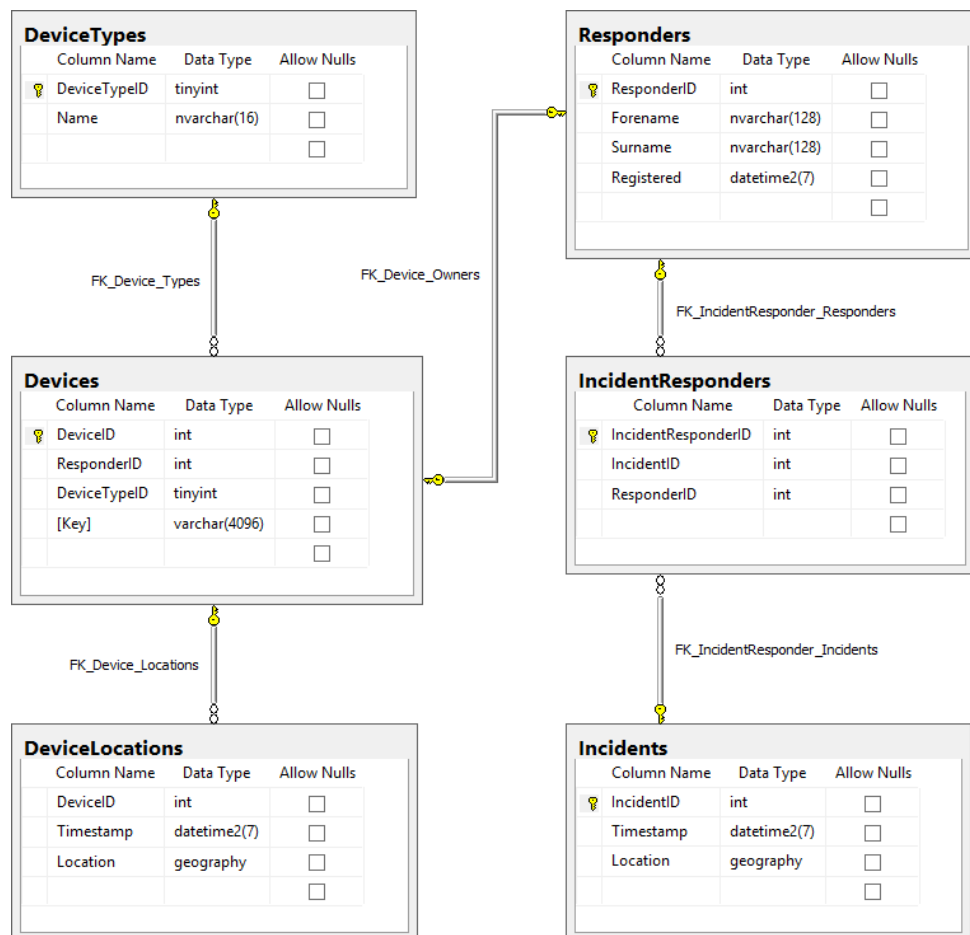 DeviceTypes
Column Name Data Type Allow Nulls
DeviceTypeID tinyint
Name nvarchar(16)
Responders
Column Name Data Type Allow Nulls
ResponderID int
Forename nvarchar(128)
Surname nvarchar(128)
Registered datetime2(7)
FK_Device_Types
FK_Device_Owners
FK_IncidentResponder_Responders
Devices
Column Name Data Type Allow Nulls
DeviceID int
ResponderID int
DeviceTypeID tinyint
[Key] varchar(4096)
IncidentResponders
Column Name Data Type Allow Nulls
IncidentResponderID int
IncidentID int
ResponderID int
FK_Device_Locations
FK_IncidentResponder_Incidents
DeviceLocations
Column Name Data Type Allow Nulls
DeviceID int
Timestamp datetime2(7)
Location geography
Incidents
Column Name Data Type Allow Nulls
IncidentID int
Timestamp datetime2(7)
Location geography